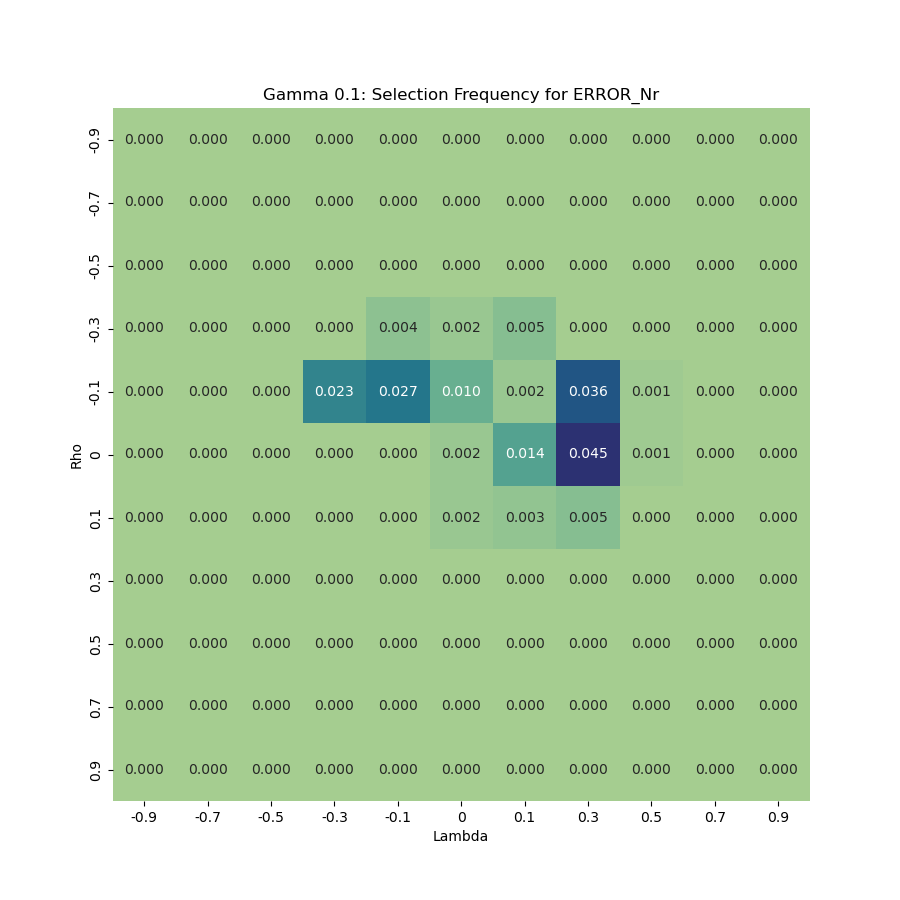 Gamma 0.1: Selection Frequency for ERROR_Nr
-0.9 0.000 0.000 0.000 0.000 0.000 0.000 0.000 0.000 0.000 0.000 0.000
-0.7 0.000 0.000 0.000 0.000 0.000 0.000 0.000 0.000 0.000 0.000 0.000
-0.5 0.000 0.000 0.000 0.000 0.000 0.000 0.000 0.000 0.000 0.000 0.000
-0.3 0.000 0.000 0.000 0.000 0.004 0.002 0.005 0.000 0.000 0.000 0.000
-0.1 0.000 0.000 0.000 0.023 0.027 0.010 0.002 0.036 0.001 0.000 0.000
Rho
0 0.000 0.000 0.000 0.000 0.000 0.002 0.014 0.045 0.001 0.000 0.000
0.1 0.000 0.000 0.000 0.000 0.000 0.002 0.003 0.005 0.000 0.000 0.000
0.3 0.000 0.000 0.000 0.000 0.000 0.000 0.000 0.000 0.000 0.000 0.000
0.5 0.000 0.000 0.000 0.000 0.000 0.000 0.000 0.000 0.000 0.000 0.000
0.7 0.000 0.000 0.000 0.000 0.000 0.000 0.000 0.000 0.000 0.000 0.000
0.9 0.000 0.000 0.000 0.000 0.000 0.000 0.000 0.000 0.000 0.000 0.000
-0.9 -0.7 -0.5 -0.3 -0.1 0 0.1 0.3 0.5 0.7 0.9
Lambda